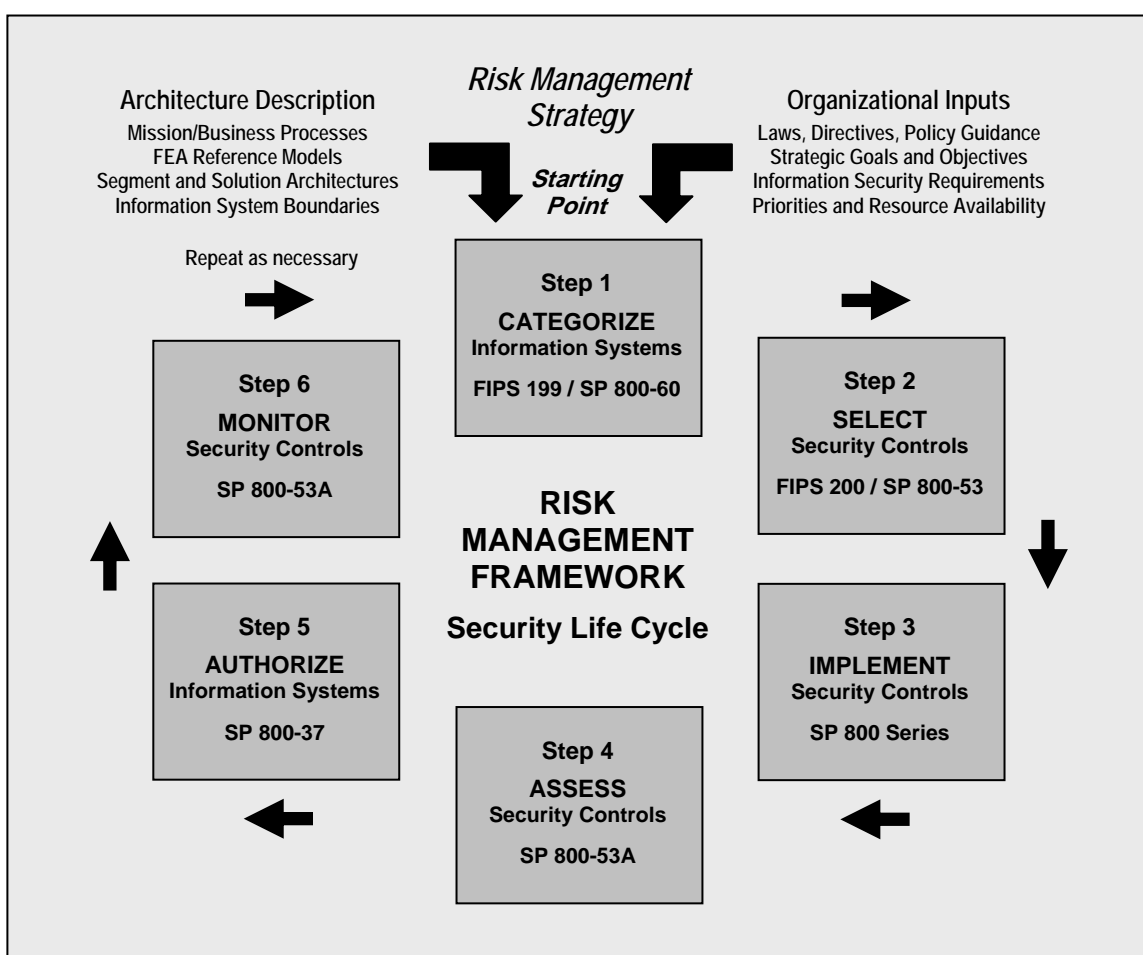 Risk Management
Strategy
Architecture Description
Mission/Business Processes
FEA Reference Models
Segment and Solution Architectures
Information System Boundaries
Organizational Inputs
Laws, Directives, Policy Guidance
Strategic Goals and Objectives
Information Security Requirements
Priorities and Resource Availability
Starting
Point
Repeat as necessary
Step 1
CATEGORIZE
Information Systems
FIPS 199 / SP 800-60
Step 2
SELECT
Security Controls
FIPS 200 / SP 800-53
Step 3
IMPLEMENT
Security Controls
SP 800 Series
Step 4
ASSESS
Security Controls
SP 800-53A
Step 5
AUTHORIZE
Information Systems
SP 800-37
Step 6
MONITOR
Security Controls
SP 800-53A
RISK
MANAGEMENT
FRAMEWORK
Security Life Cycle